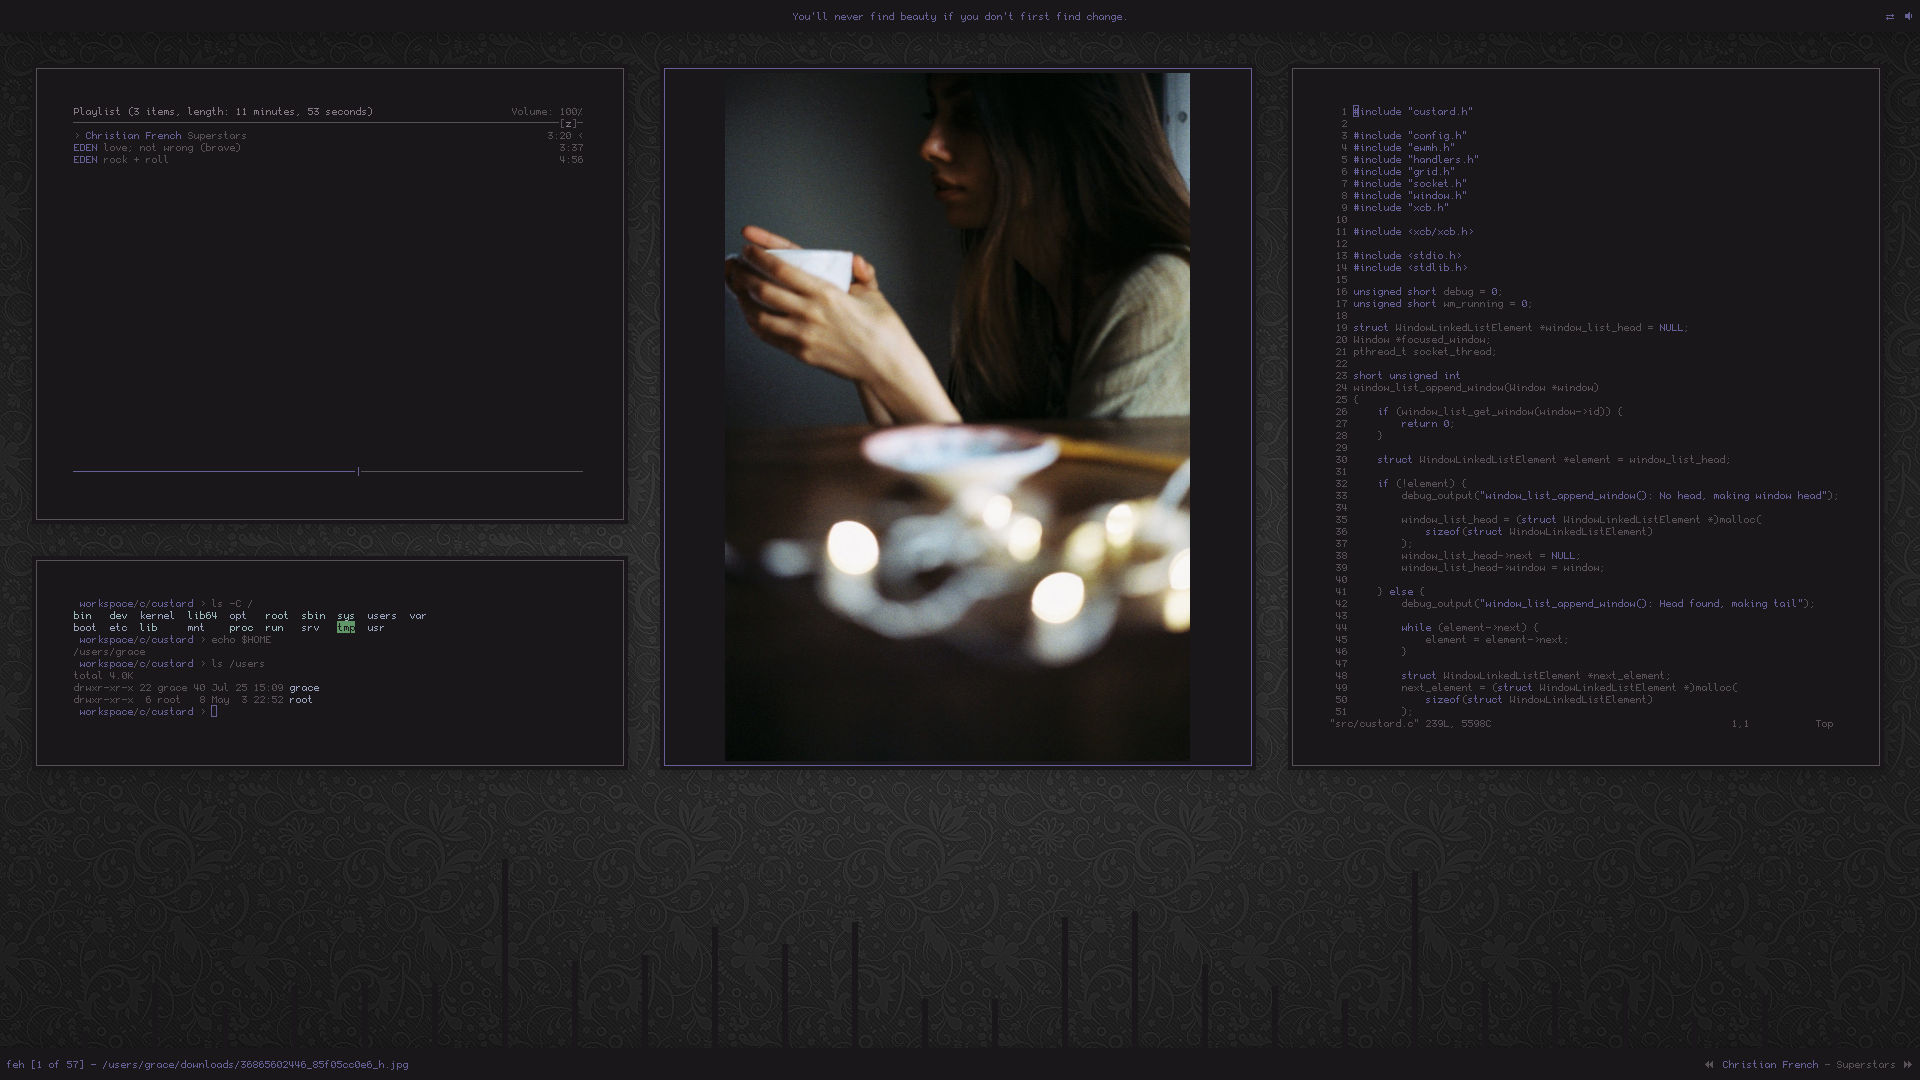 You'll never find beauty if you don't first find change.
Playlist (3 items, length: 11 minutes, 53 seconds) Volume: 100%
[z]
> Christian French Superstars 3:20 <
EDEN love; not wrong (brave) 3:37
EDEN rock + roll 4:56
workspace/c/custard > ls -C /
bin dev kernel lib64 opt root sbin sys users var
boot etc lib mnt proc run srv tmp usr
workspace/c/custard > echo $HOME
/users/grace
workspace/c/custard > ls /users
total 4.0K
drwxr-xr-x 22 grace 40 Jul 25 15:09 grace
drwxr-xr-x 6 root 8 May 3 22:52 root
workspace/c/custard >
1 #include "custard.h"
2
3 #include "config.h"
4 #include "ewmh.h"
5 #include "handlers.h"
6 #include "grid.h"
7 #include "socket.h"
8 #include "window.h"
9 #include "xcb.h"
10
11 #include <xcb/xcb.h>
12
13 #include <stdio.h>
14 #include <stdlib.h>
15
16 unsigned short debug = 0;
17 unsigned short wm_running = 0;
18
19 struct WindowLinkedListElement *window_list_head = NULL;
20 Window *focused_window;
21 pthread_t socket_thread;
22
23 short unsigned int
24 window_list_append_window(Window *window)
25 {
26 if (window_list_get_window(window->id)) {
27 return 0;
28 }
29
30 struct WindowLinkedListElement *element = window_list_head;
31
32 if (!element) {
33 debug_output("window_list_append_window(): No head, making window head");
34
35 window_list_head = (struct WindowLinkedListElement *)malloc(
36 sizeof(struct WindowLinkedListElement)
37 );
38 window_list_head->next = NULL;
39 window_list_head->window = window;
40
41 } else {
42 debug_output("window_list_append_window(): Head found, making tail");
43
44 while (element->next) {
45 element = element->next;
46 }
47
48 struct WindowLinkedListElement *next_element;
49 next_element = (struct WindowLinkedListElement *)malloc(
50 sizeof(struct WindowLinkedListElement)
51 );
"src/custard.c" 239L, 5598C 1,1 Top
feh [1 of 57] - /users/grace/downloads/36865602446_85f05cc0e6_h.jpg
Christian French - Superstars